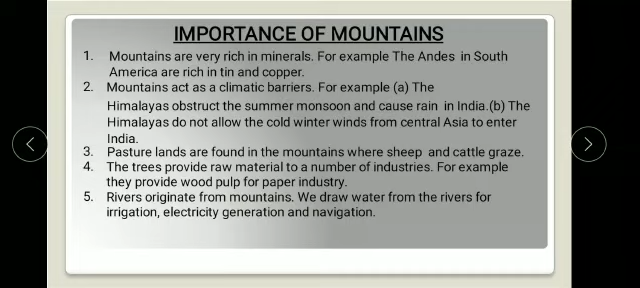 IMPORTANCE OF MOUNTAINS
1. Mountains are very rich in minerals. For example The Andes in South
America are rich in tin and copper.
2. Mountains act as a climatic barriers. For example (a) The
Himalayas obstruct the summer monsoon and cause rain in India.(b) The
Himalayas do not allow the cold winter winds from central Asia to enter
India.
3. Pasture lands are found in the mountains where sheep and cattle graze.
4. The trees provide raw material to a number of industries. For example
they provide wood pulp for paper industry.
5. Rivers originate from mountains. We draw water from the rivers for
irrigation, electricity generation and navigation.